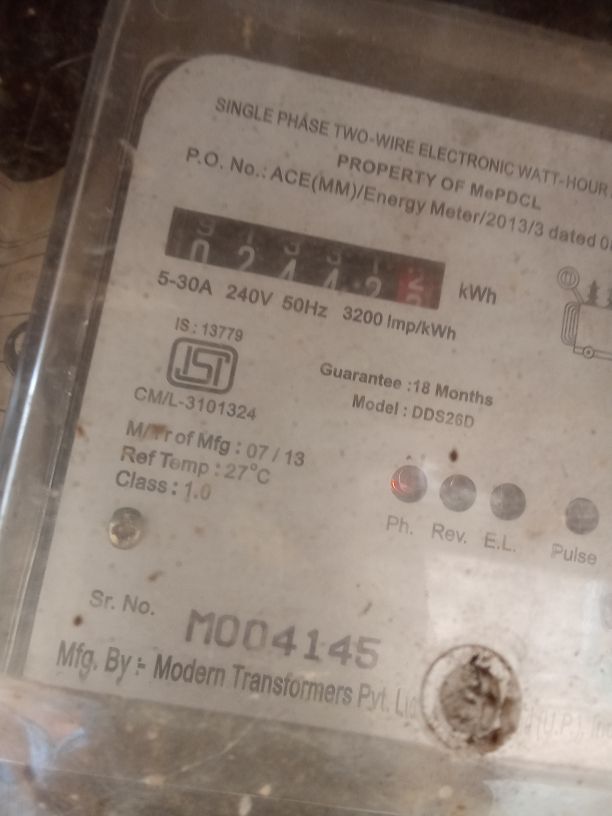 SINGLE PHASE TWO-WIRE ELECTRONIC WATT-HOUR
PROPERTY OF MePDCL
P.O. No.: ACE(MM)/Energy Meter/2013/3 dated
0 2 4 4 2
kWh
5-30A 240V 50Hz 3200 Imp/kWh
IS : 13779
ISI
CM/L-3101324
Guarantee :18 Months
Model : DDS26D
M/Yr of Mfg : 07 / 13
Ref Temp : 27°C
Class : 1.0
Ph. Rev. E.L. Pulse
Sr. No. M004145
Mfg. By :- Modern Transformers Pvt. (U.P.),